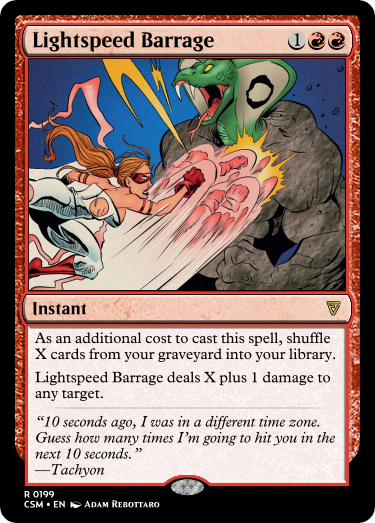 Lightspeed Barrage 1
Instant
As an additional cost to cast this spell, shuffle
X cards from your graveyard into your library.
Lightspeed Barrage deals X plus 1 damage to
any target.
“10 seconds ago, I was in a different time zone.
Guess how many times I’m going to hit you in the
next 10 seconds.”
—Tachyon
R 0199
CSM • EN Adam Rebottaro